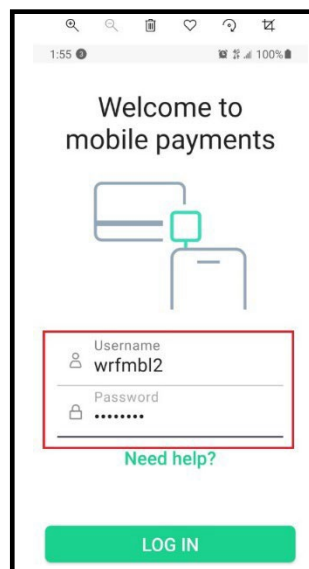 1:55 100%
Welcome to
mobile payments
Username
wrfmbl2
Password
••••••••
Need help?
LOG IN